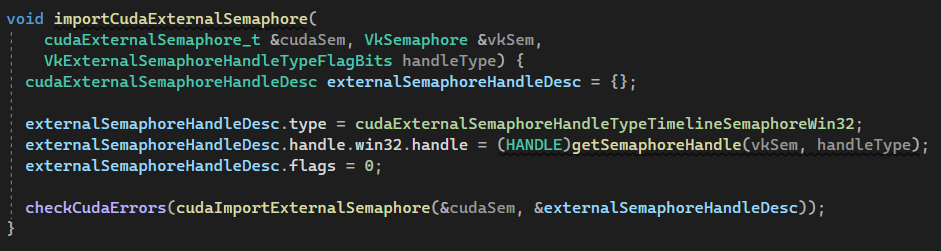 void importCudaExternalSemaphore(
    cudaExternalSemaphore_t &cudaSem, VkSemaphore &vkSem,
    VkExternalSemaphoreHandleTypeFlagBits handleType) {
  cudaExternalSemaphoreHandleDesc externalSemaphoreHandleDesc = {};

  externalSemaphoreHandleDesc.type = cudaExternalSemaphoreHandleTypeTimelineSemaphoreWin32;
  externalSemaphoreHandleDesc.handle.win32.handle = (HANDLE)getSemaphoreHandle(vkSem, handleType);
  externalSemaphoreHandleDesc.flags = 0;

  checkCudaErrors(cudaImportExternalSemaphore(&cudaSem, &externalSemaphoreHandleDesc));
}